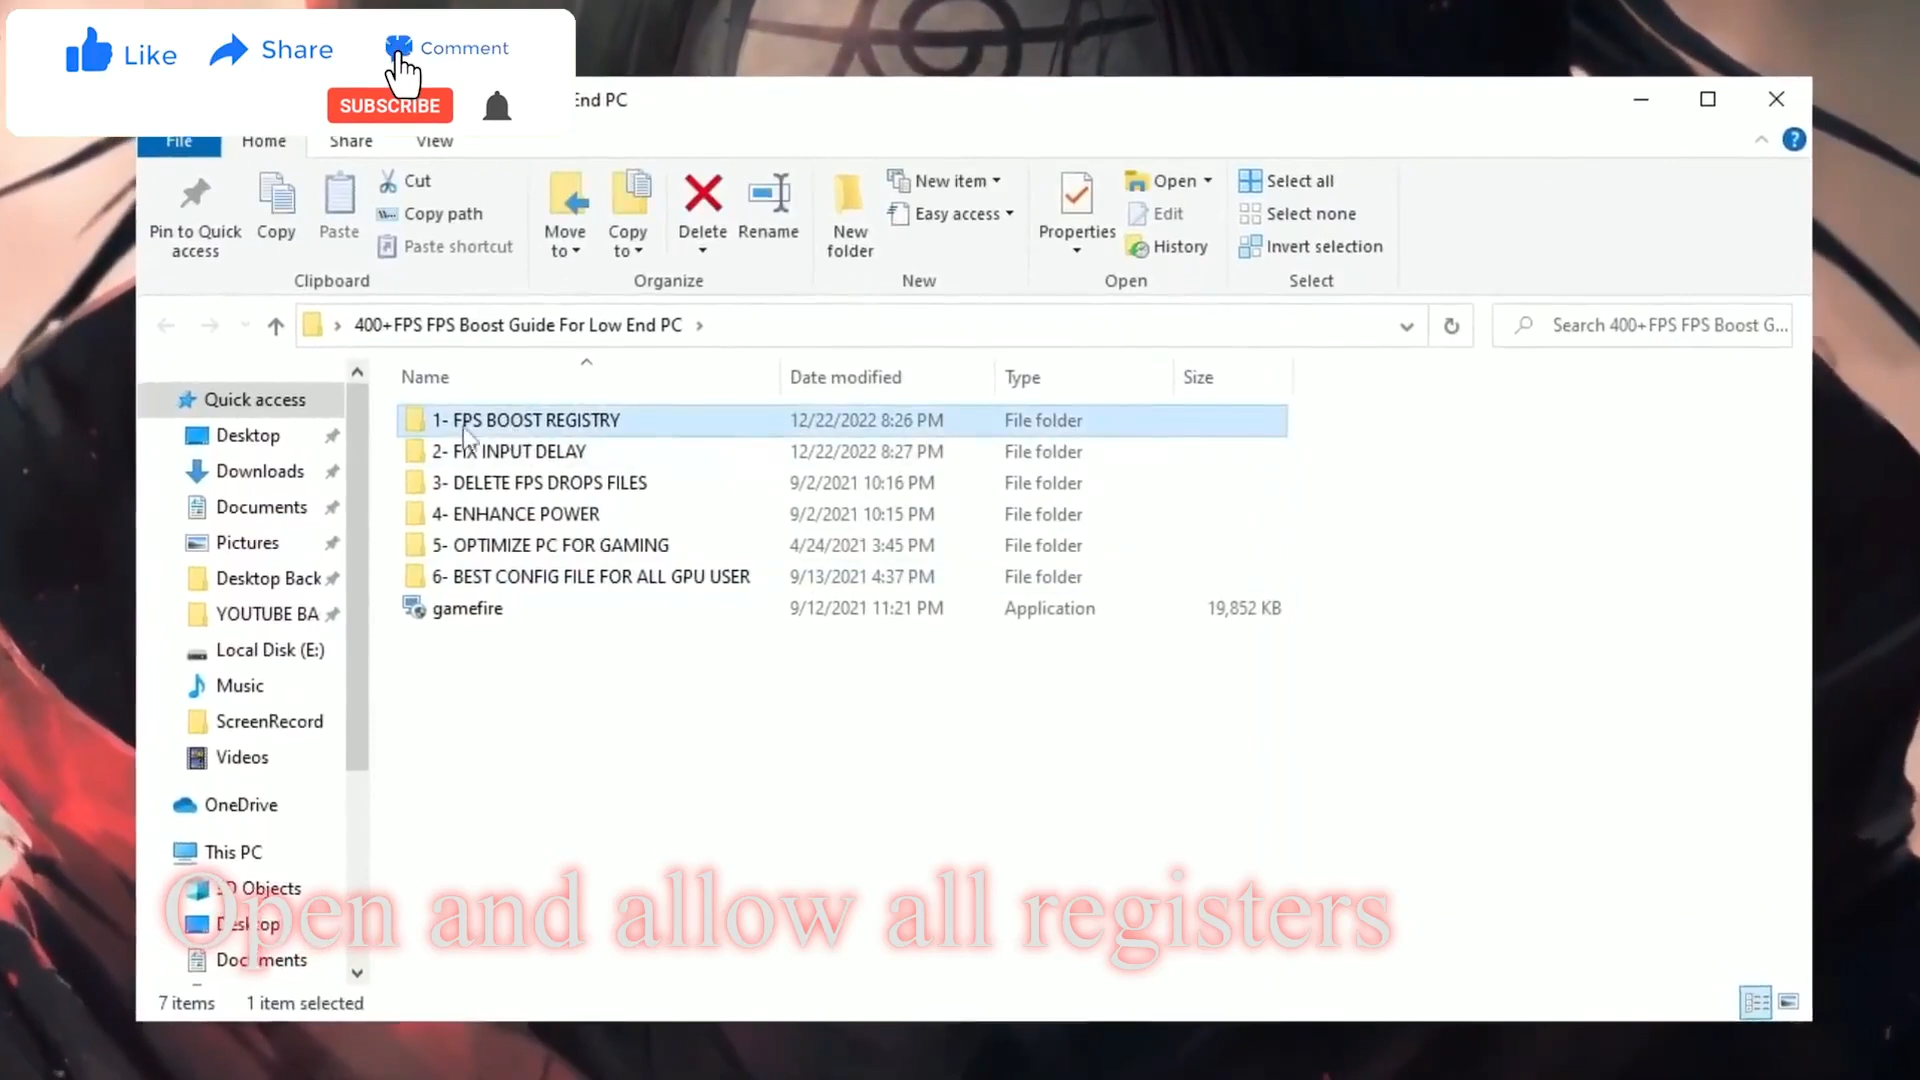 Like
Share
Comment
SUBSCRIBE
End PC
File
Home
Share
View
Pin to Quick access
Copy
Paste
Cut
Copy path
Paste shortcut
Clipboard
Move to
Copy to
Delete
Rename
Organize
New folder
New item
Easy access
New
Properties
Open
Edit
History
Open
Select all
Select none
Invert selection
Select
400+FPS FPS Boost Guide For Low End PC
Search 400+FPS FPS Boost G...
Name
Date modified
Type
Size
1- FPS BOOST REGISTRY 12/22/2022 8:26 PM File folder
2- FIX INPUT DELAY 12/22/2022 8:27 PM File folder
3- DELETE FPS DROPS FILES 9/2/2021 10:16 PM File folder
4- ENHANCE POWER 9/2/2021 10:15 PM File folder
5- OPTIMIZE PC FOR GAMING 4/24/2021 3:45 PM File folder
6- BEST CONFIG FILE FOR ALL GPU USER 9/13/2021 4:37 PM File folder
gamefire 9/12/2021 11:21 PM Application 19,852 KB
Quick access
Desktop
Downloads
Documents
Pictures
Desktop Back
YOUTUBE BA
Local Disk (E:)
Music
ScreenRecord
Videos
OneDrive
This PC
3D Objects
Desktop
Documents
Open and allow all registers
7 items
1 item selected